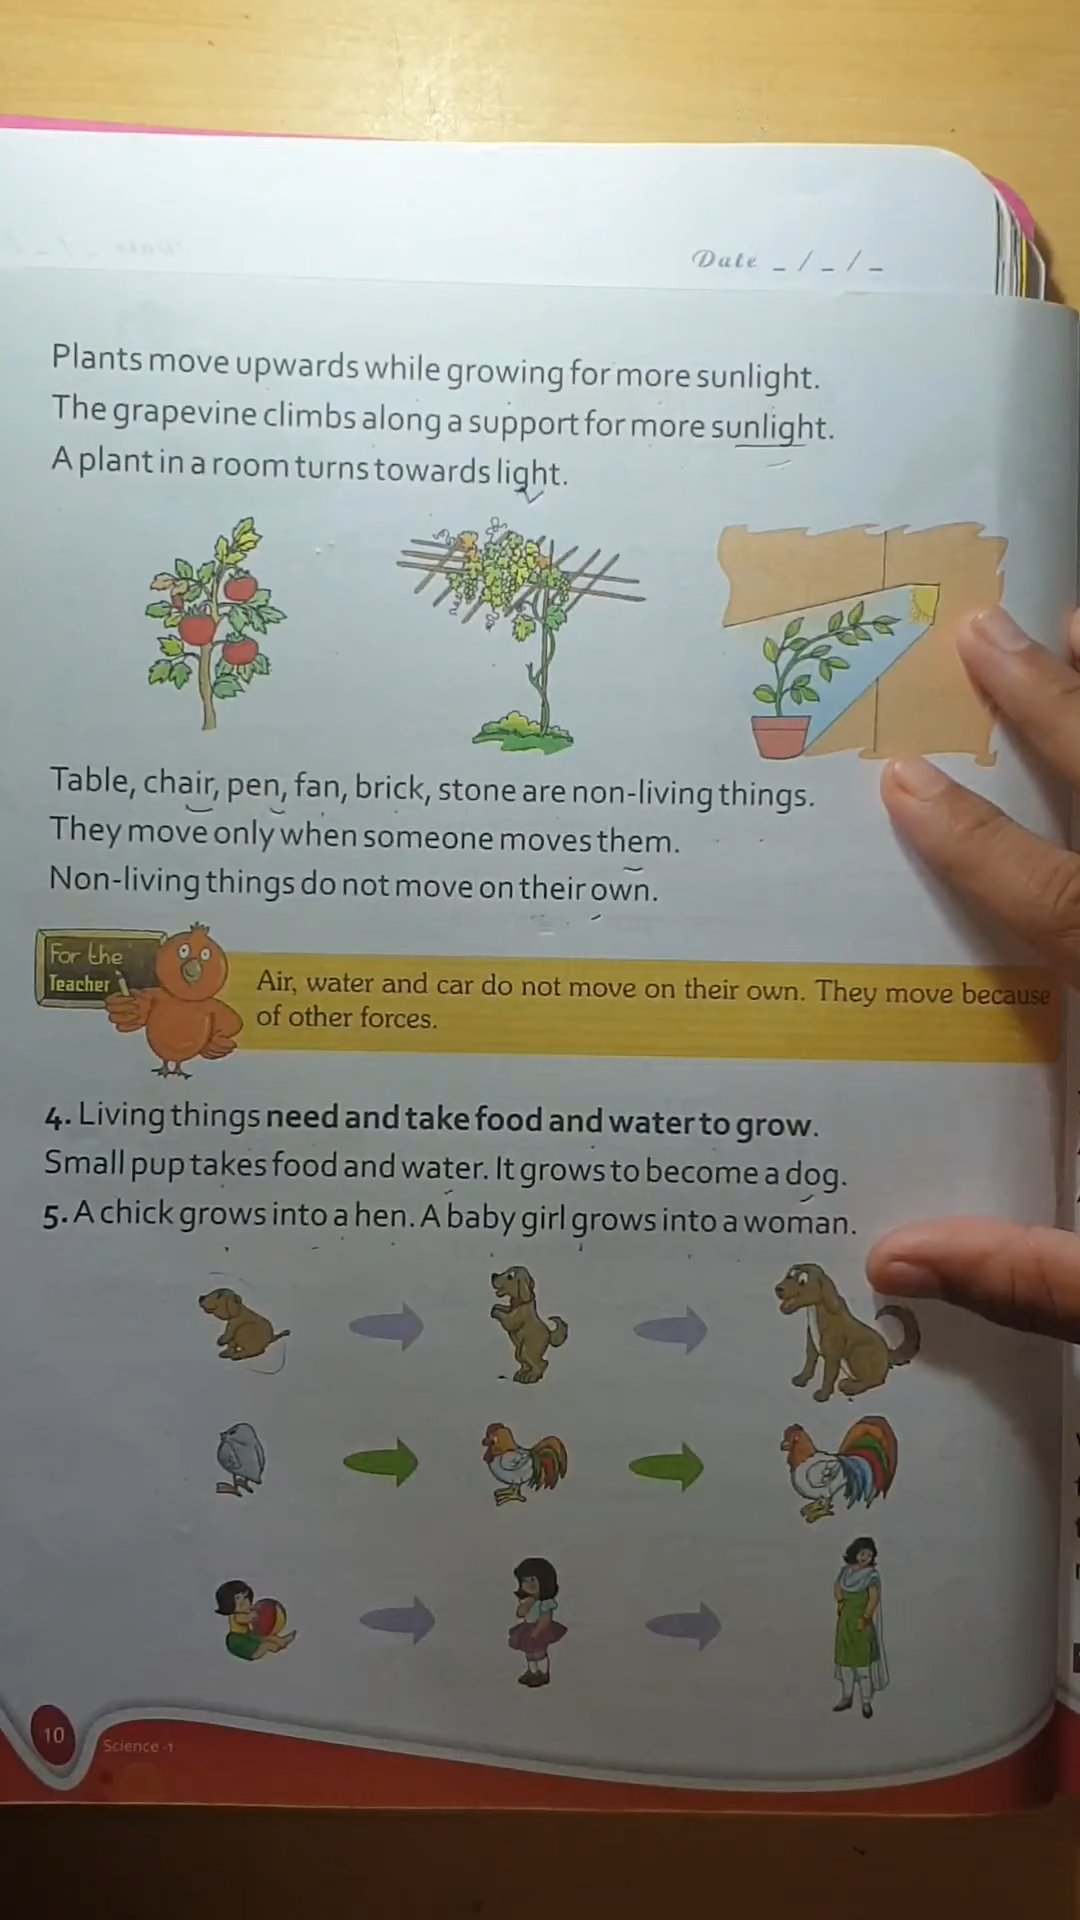 Date _ / _ / _
Plants move upwards while growing for more sunlight.
The grapevine climbs along a support for more sunlight.
A plant in a room turns towards light.
Table, chair, pen, fan, brick, stone are non-living things.
They move only when someone moves them.
Non-living things do not move on their own.
For the
Teacher
Air, water and car do not move on their own. They move because
of other forces.
4. Living things need and take food and water to grow.
Small pup takes food and water. It grows to become a dog.
5. A chick grows into a hen. A baby girl grows into a woman.
10
Science -1